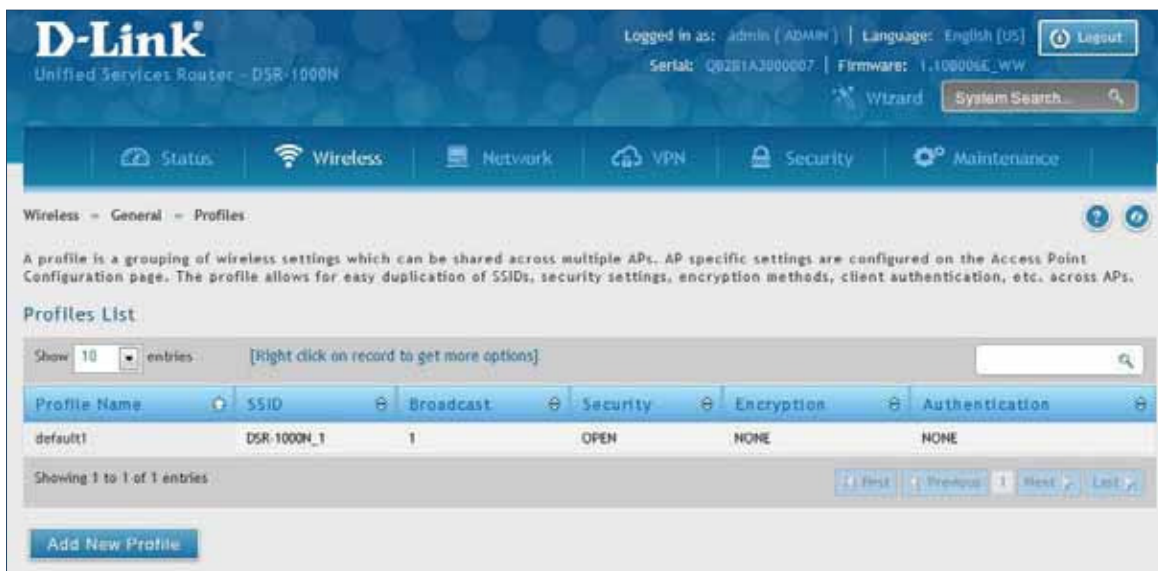 D-Link
Logged in as: admin ( ADMIN ) | Language: English [US]
Logout
Unified Services Router - DSR-1000N
Serial: | Firmware:
Wizard
System Search...
Status
Wireless
Network
VPN
Security
Maintenance
Wireless » General » Profiles
A profile is a grouping of wireless settings which can be shared across multiple APs. AP specific settings are configured on the Access Point
Configuration page. The profile allows for easy duplication of SSIDs, security settings, encryption methods, client authentication, etc. across APs.
Profiles List
Show 10 entries [Right click on record to get more options]
Profile Name SSID Broadcast Security Encryption Authentication
default1 DSR-1000N_1 1 OPEN NONE NONE
Showing 1 to 1 of 1 entries
First Previous 1 Next Last
Add New Profile